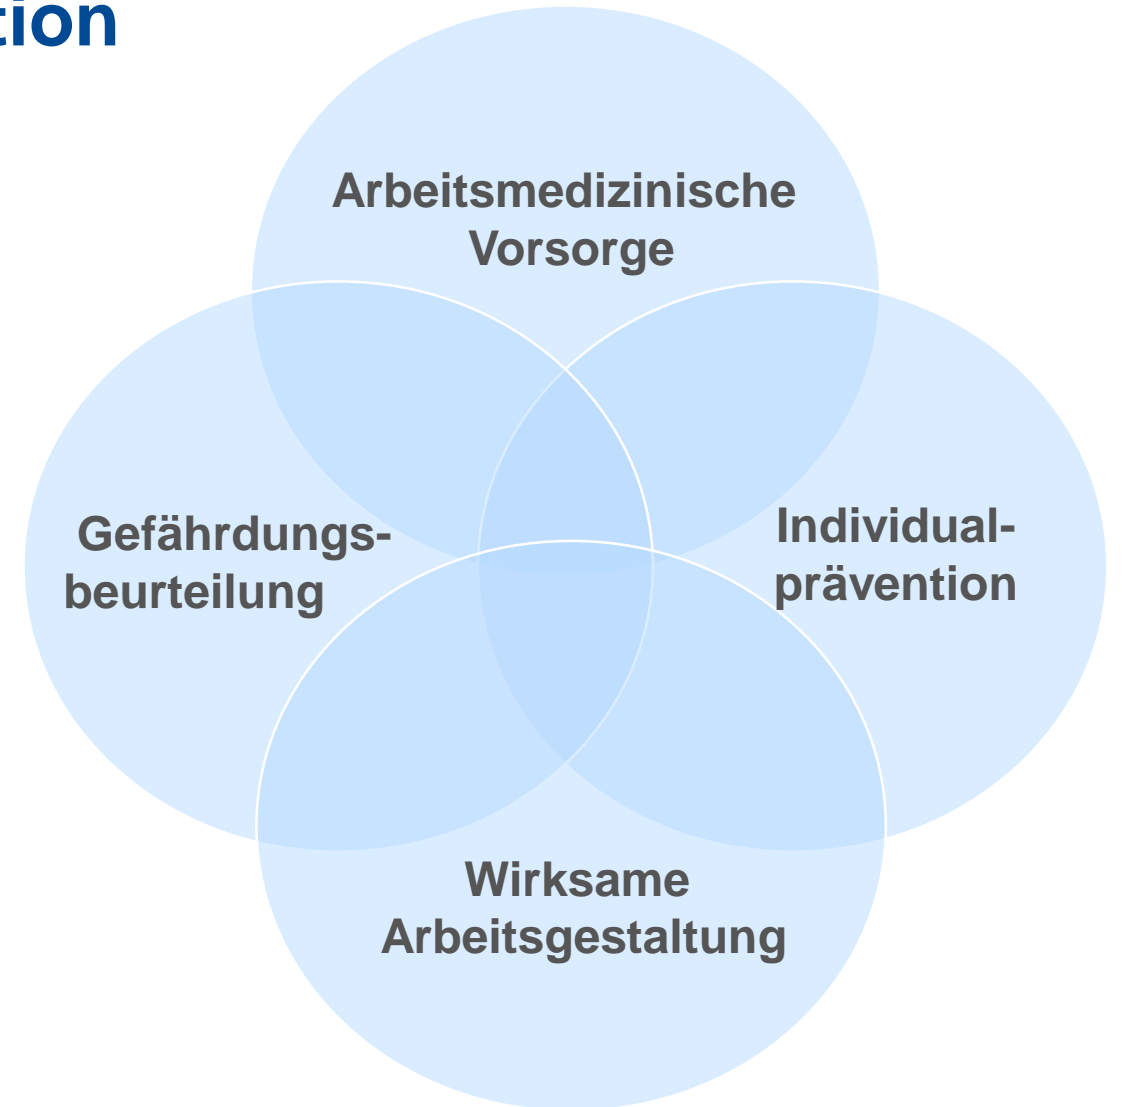 tion
Arbeitsmedizinische
Vorsorge
Gefährdungs-
beurteilung
Individual-
prävention
Wirksame
Arbeitsgestaltung